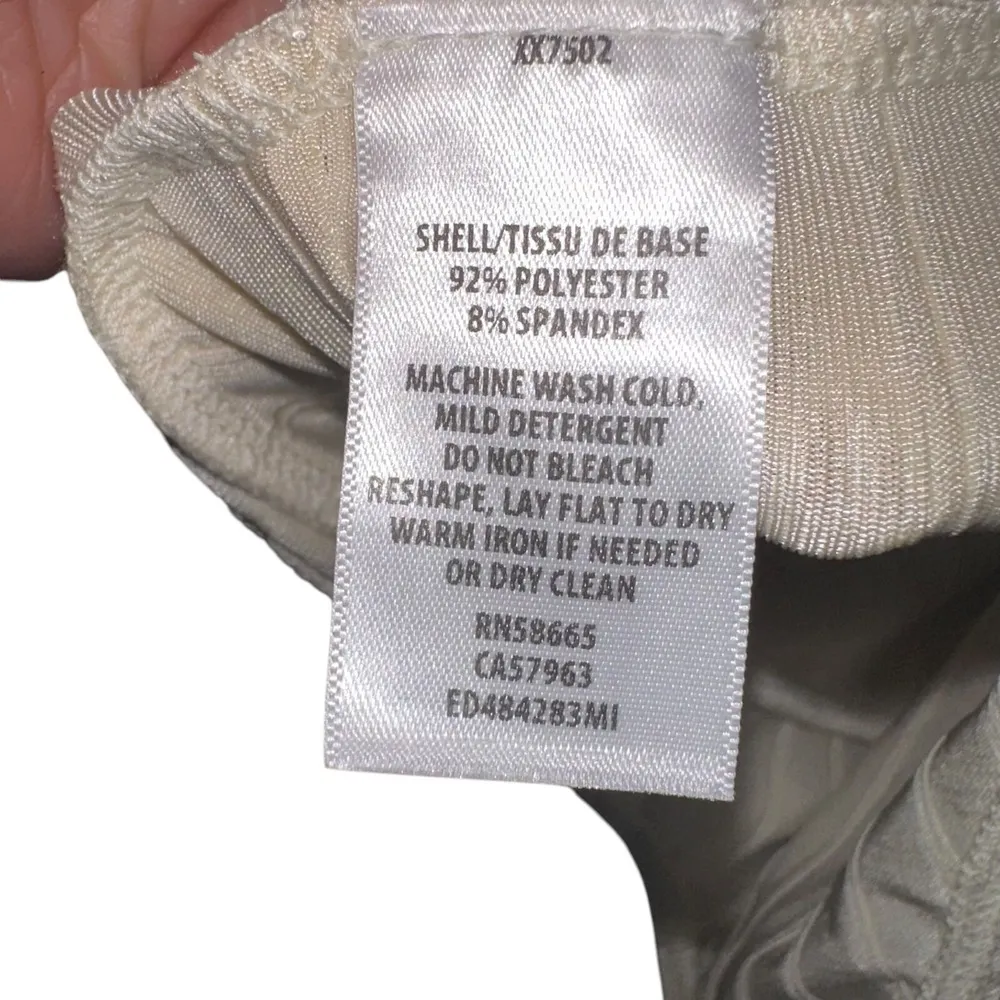 XX7502
SHELL/TISSU DE BASE
92% POLYESTER
8% SPANDEX
MACHINE WASH COLD,
MILD DETERGENT
DO NOT BLEACH
RESHAPE, LAY FLAT TO DRY
WARM IRON IF NEEDED
OR DRY CLEAN
RN58665
CA57963
ED484283MI